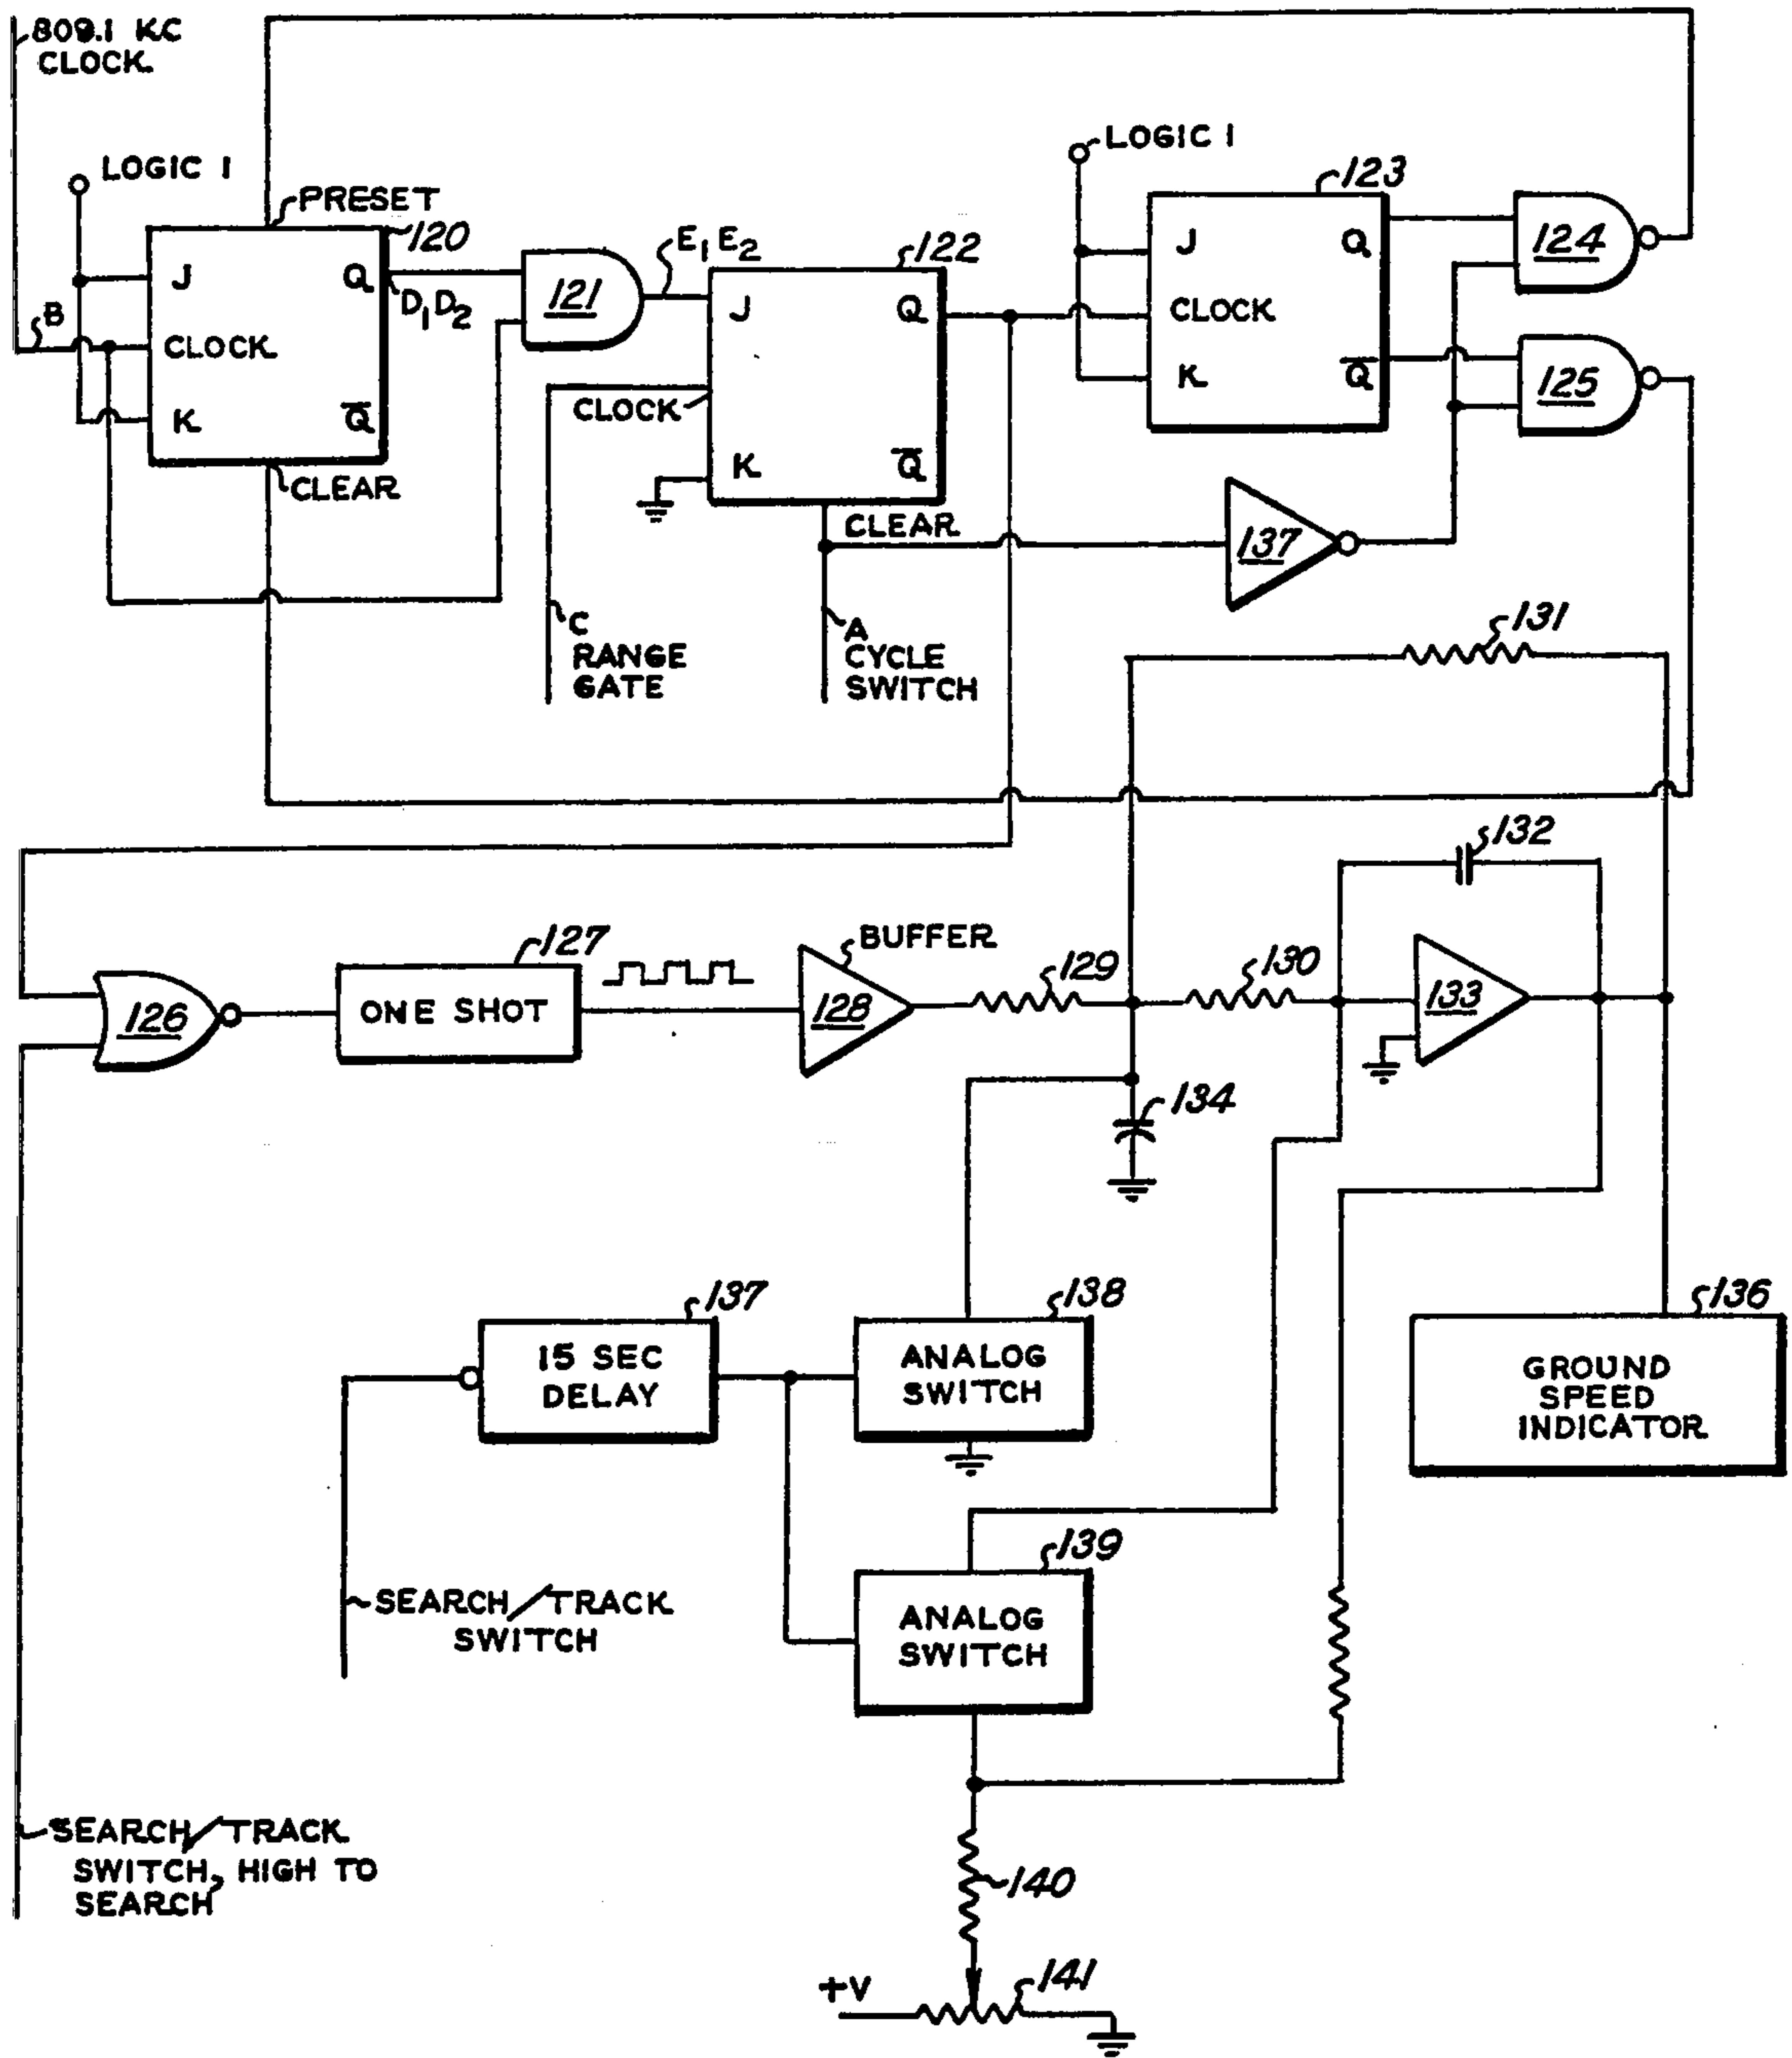 809.1 KC
CLOCK
LOGIC 1
PRESET
120
J
Q
D1D2
B
CLOCK
K
Q̅
CLEAR
121
E1E2
122
J
Q
CLOCK
K
Q̅
CLEAR
C
RANGE
GATE
A
CYCLE
SWITCH
LOGIC 1
123
J
Q
CLOCK
K
Q̅
124
125
137
131
132
126
127
ONE SHOT
BUFFER
128
129
130
133
134
137
15 SEC
DELAY
138
ANALOG
SWITCH
136
GROUND
SPEED
INDICATOR
139
ANALOG
SWITCH
SEARCH/TRACK
SWITCH
SEARCH/TRACK
SWITCH, HIGH TO
SEARCH
140
+V
141